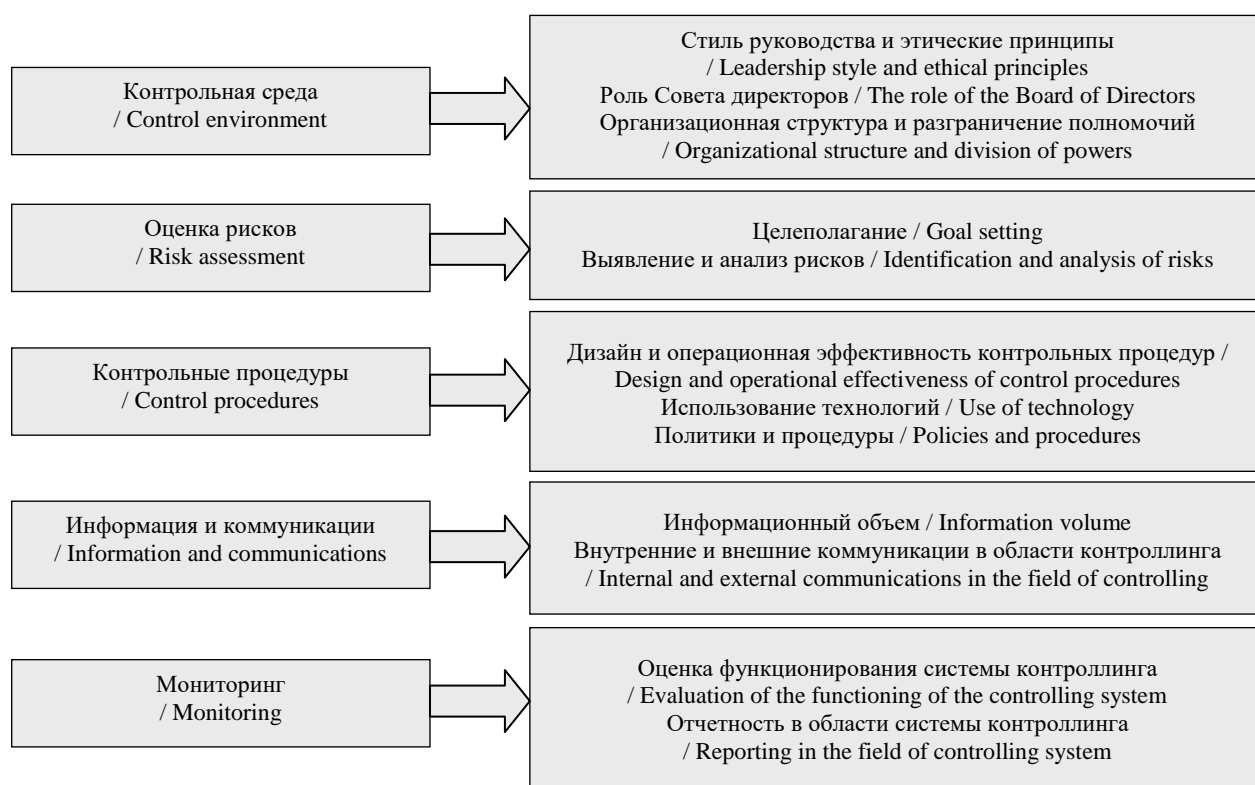 Контрольная среда
/ Control environment
Стиль руководства и этические принципы
/ Leadership style and ethical principles
Роль Совета директоров / The role of the Board of Directors
Организационная структура и разграничение полномочий
/ Organizational structure and division of powers
Оценка рисков
/ Risk assessment
Целеполагание / Goal setting
Выявление и анализ рисков / Identification and analysis of risks
Контрольные процедуры
/ Control procedures
Дизайн и операционная эффективность контрольных процедур /
Design and operational effectiveness of control procedures
Использование технологий / Use of technology
Политики и процедуры / Policies and procedures
Информация и коммуникации
/ Information and communications
Информационный объем / Information volume
Внутренние и внешние коммуникации в области контроллинга
/ Internal and external communications in the field of controlling
Мониторинг
/ Monitoring
Оценка функционирования системы контроллинга
/ Evaluation of the functioning of the controlling system
Отчетность в области системы контроллинга
/ Reporting in the field of controlling system